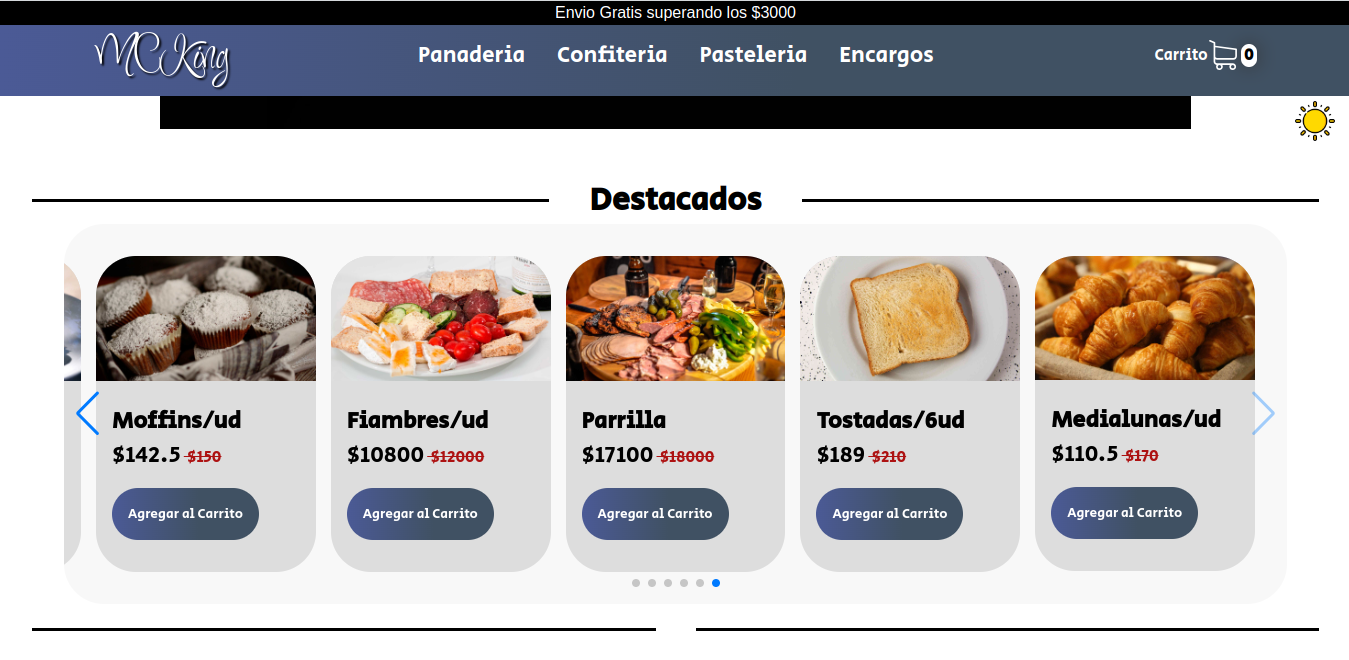 Envio Gratis superando los $3000
MCKing
Panaderia Confiteria Pasteleria Encargos
Carrito 0
Destacados
Moffins/ud Fiambres/ud Parrilla Tostadas/6ud Medialunas/ud
$142.5 $150 $10800 $12000 $17100 $18000 $189 $210 $110.5 $170
Agregar al Carrito Agregar al Carrito Agregar al Carrito Agregar al Carrito Agregar al Carrito